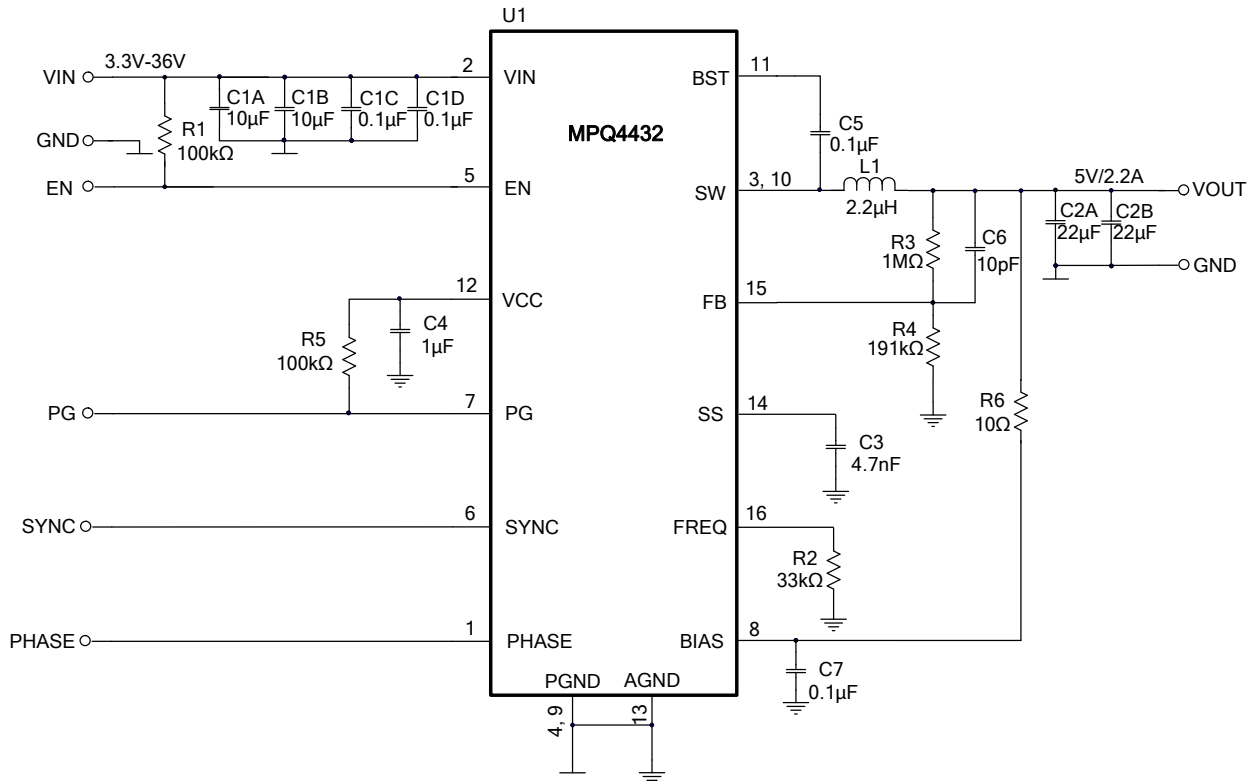 U1
MPQ4432
VIN
3.3V-36V
2
VIN
C1A
10µF
C1B
10µF
C1C
0.1µF
C1D
0.1µF
GND
R1
100kΩ
EN
5
EN
12
VCC
R5
100kΩ
C4
1µF
PG
7
PG
SYNC
6
SYNC
PHASE
1
PHASE
PGND
AGND
4, 9
13
BST
11
C5
0.1µF
SW
3, 10
L1
2.2µH
5V/2.2A
VOUT
C2A
22µF
C2B
22µF
GND
R3
1MΩ
C6
10pF
FB
15
R4
191kΩ
SS
14
C3
4.7nF
R6
10Ω
FREQ
16
R2
33kΩ
BIAS
8
C7
0.1µF